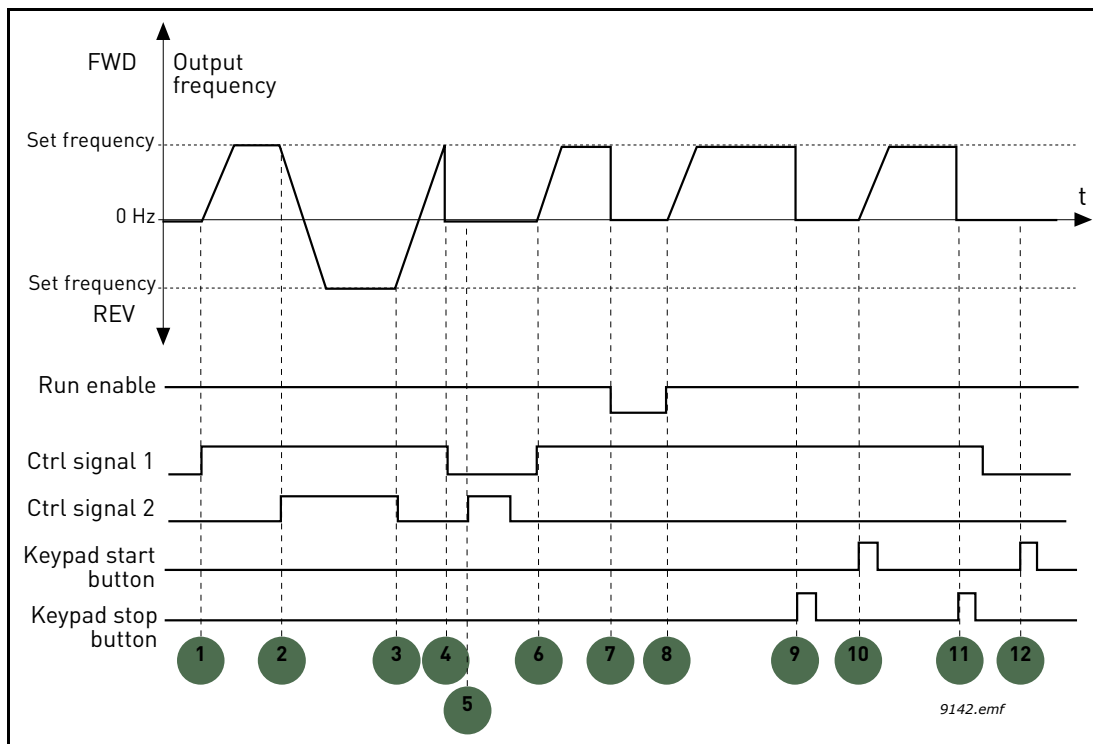 FWD
Output
frequency
Set frequency
t
0 Hz
Set frequency
REV
Run enable
Ctrl signal 1
Ctrl signal 2
Keypad start
button
Keypad stop
button
1
2
3
4
6
7
8
9
10
11
12
5
9142.emf